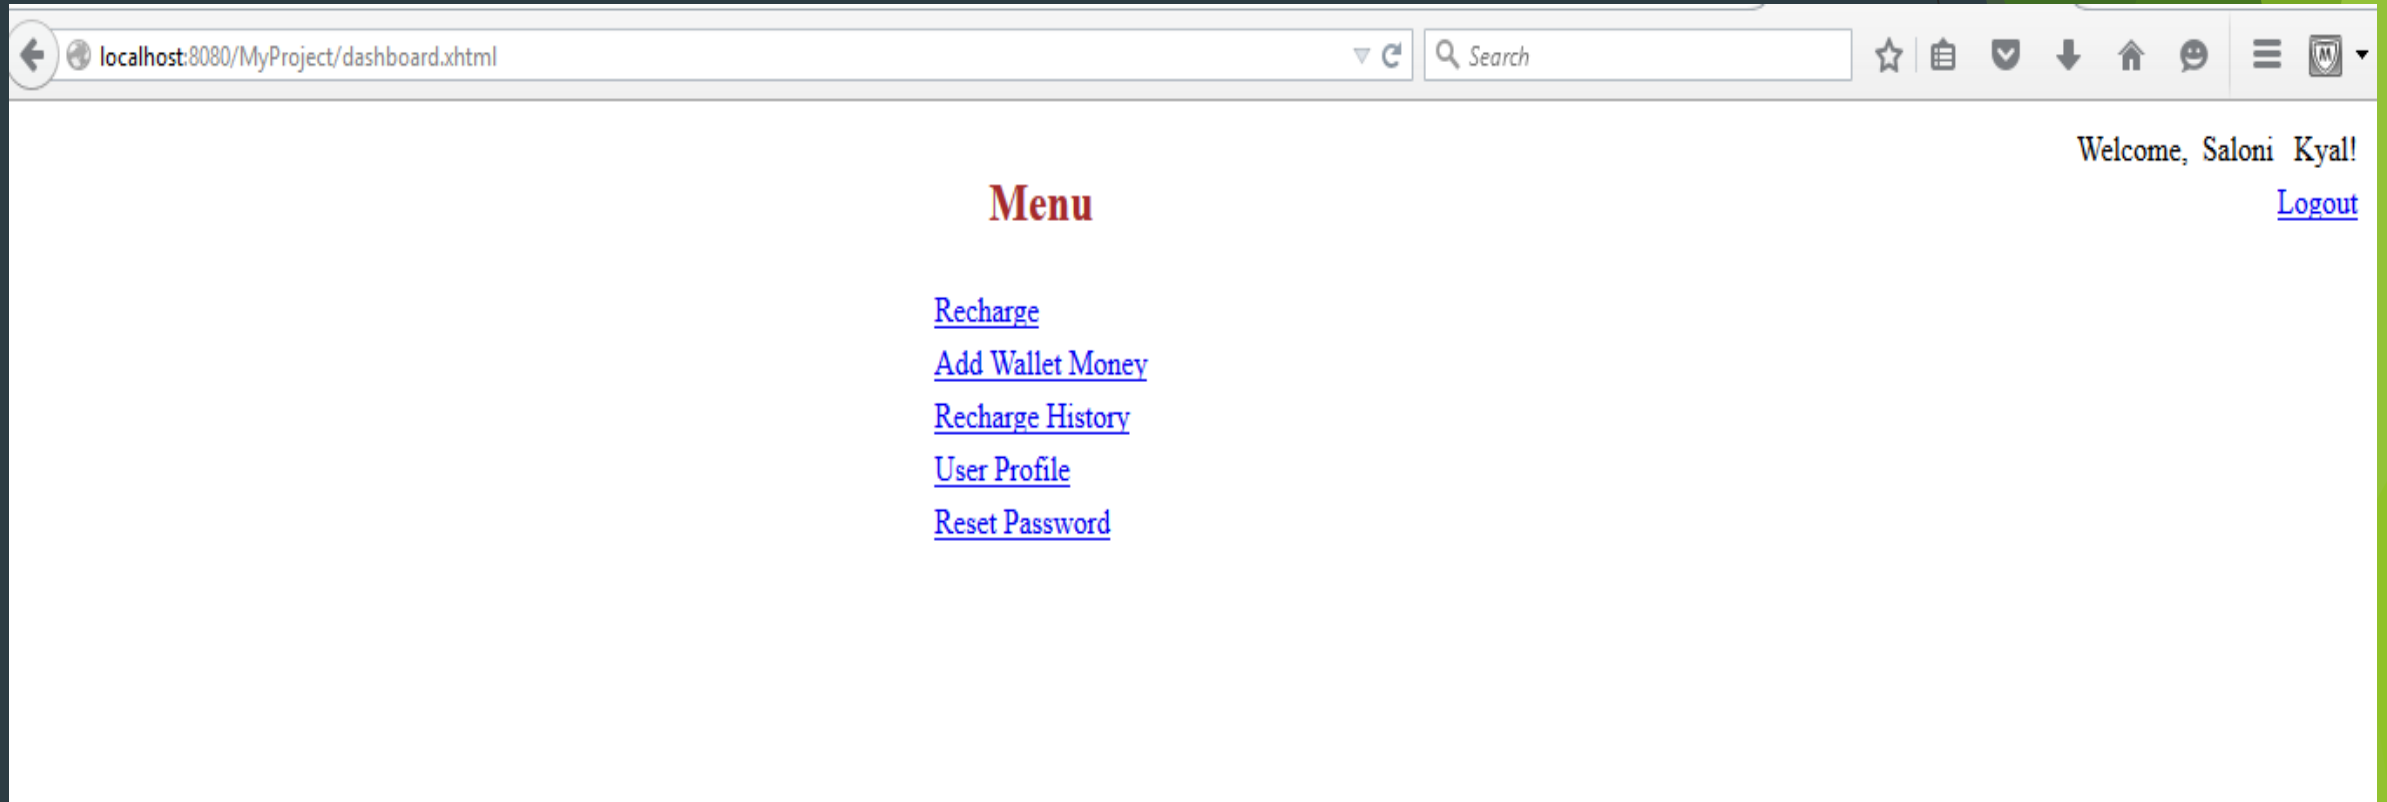 localhost:8080/MyProject/dashboard.xhtml
Search
Welcome, Saloni Kyal!
Menu
Logout
Recharge
Add Wallet Money
Recharge History
User Profile
Reset Password